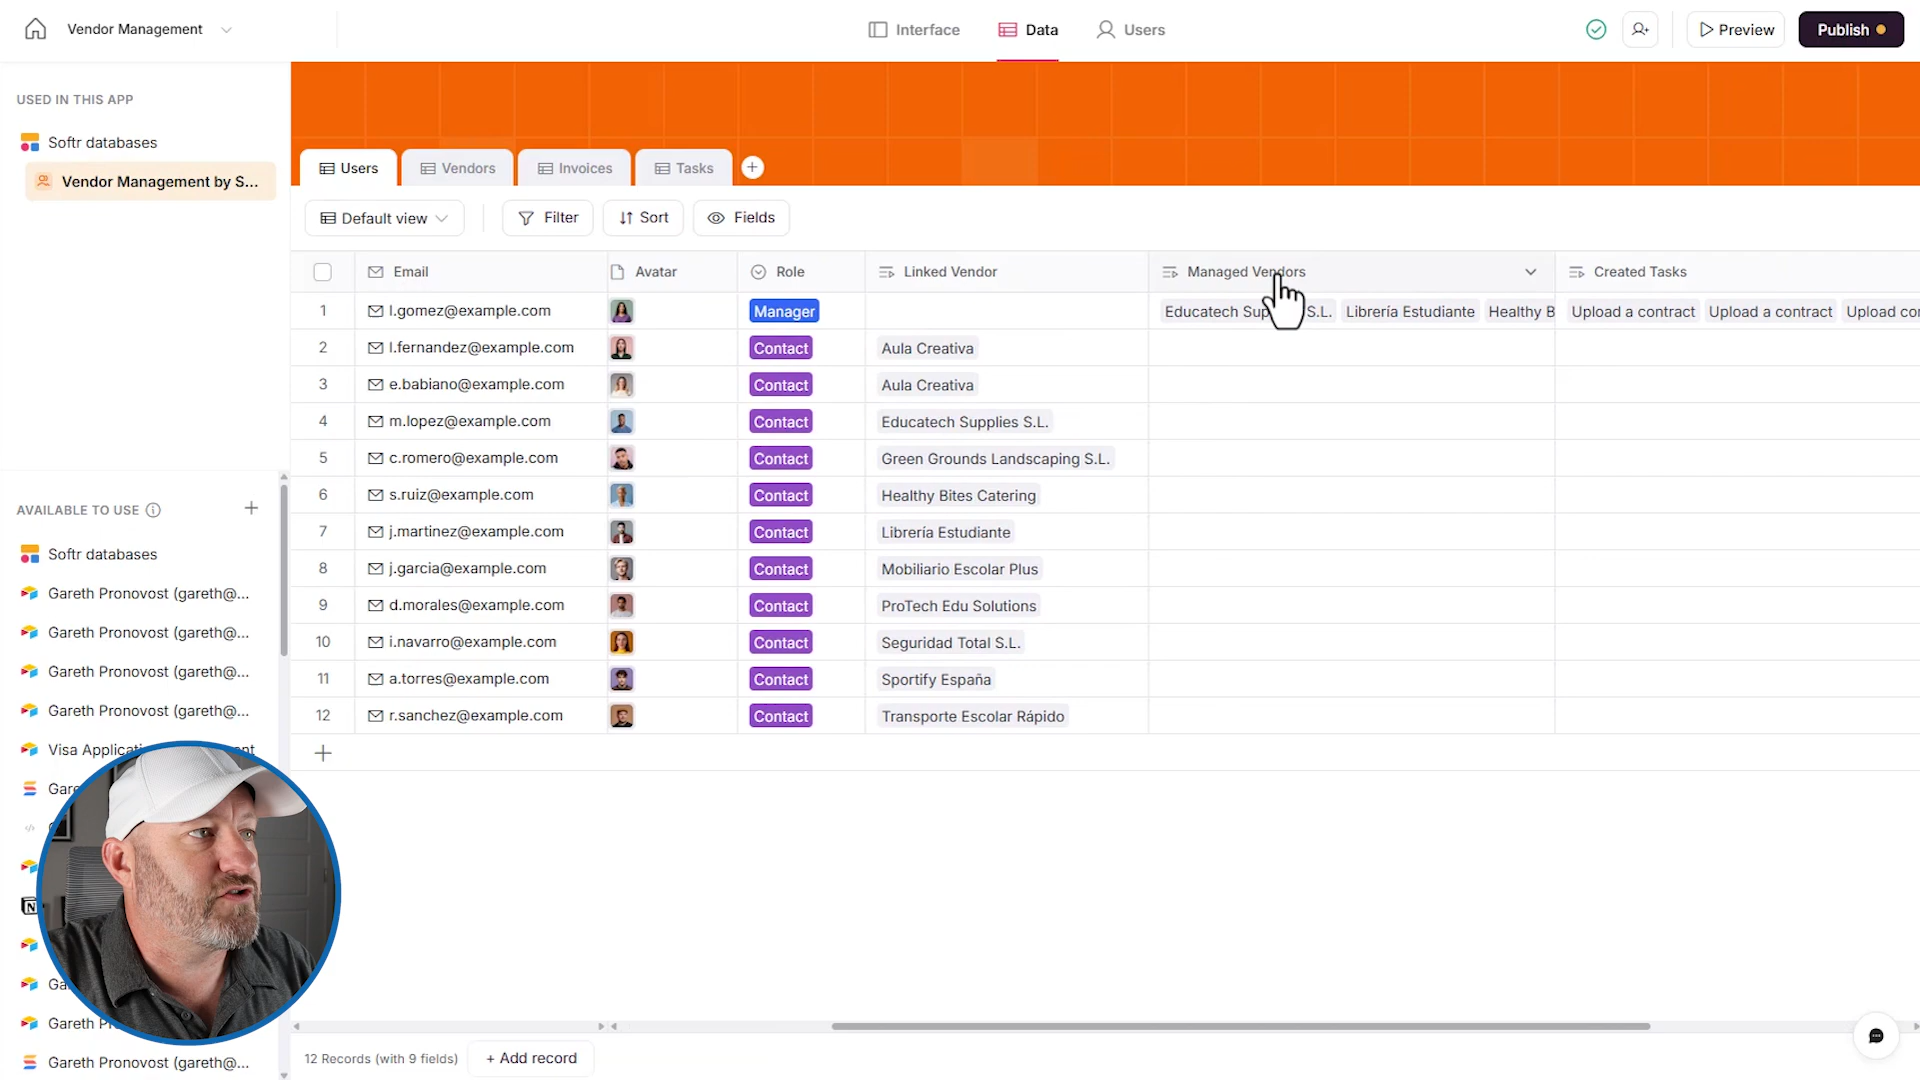 Vendor Management
Interface
Data
Users
Preview
Publish
USED IN THIS APP
Softr databases
Vendor Management by S...
AVAILABLE TO USE
Softr databases
Gareth Pronovost (gareth@...
Gareth Pronovost (gareth@...
Gareth Pronovost (gareth@...
Gareth Pronovost (gareth@...
Gareth P
Gareth Pronovost (gareth@...
Users
Vendors
Invoices
Tasks
Default view
Filter
Sort
Fields
Email Avatar Role Linked Vendor Managed Vendors Created Tasks
1 l.gomez@example.com Manager Educatech S.L. Librería Estudiante Healthy B Upload a contract Upload a contract Upload co
2 l.fernandez@example.com Contact Aula Creativa
3 e.babiano@example.com Contact Aula Creativa
4 m.lopez@example.com Contact Educatech Supplies S.L.
5 c.romero@example.com Contact Green Grounds Landscaping S.L.
6 s.ruiz@example.com Contact Healthy Bites Catering
7 j.martinez@example.com Contact Librería Estudiante
8 j.garcia@example.com Contact Mobiliario Escolar Plus
9 d.morales@example.com Contact ProTech Edu Solutions
10 i.navarro@example.com Contact Seguridad Total S.L.
11 a.torres@example.com Contact Sportify España
12 r.sanchez@example.com Contact Transporte Escolar Rápido
12 Records (with 9 fields)
+ Add record